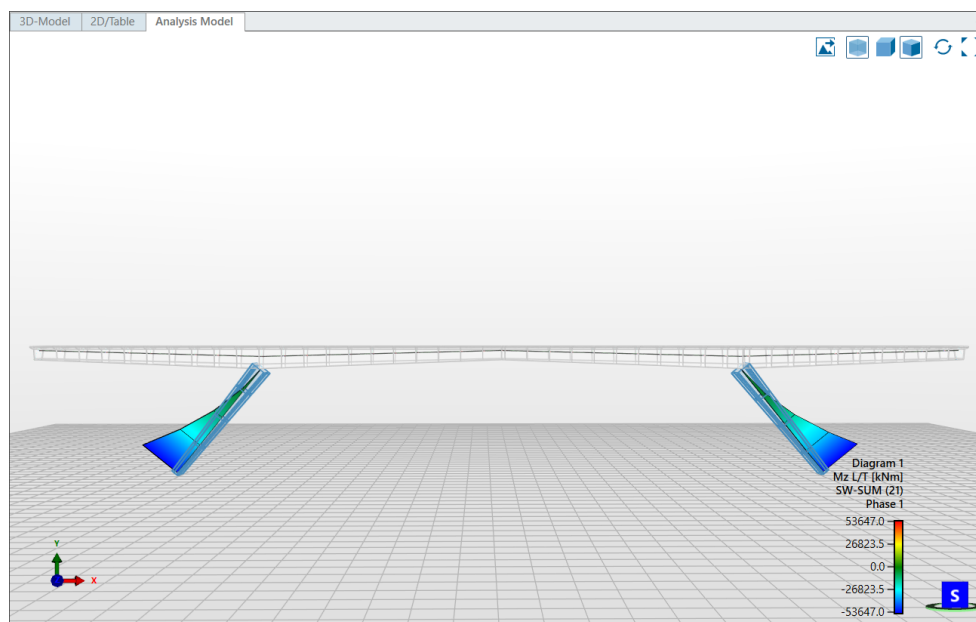 3D-Model 2D/Table Analysis Model
Diagram 1
Mz L/T [kNm]
SW-SUM (21)
Phase 1
53647.0
26823.5
0.0
-26823.5
-53647.0
Y
X
S